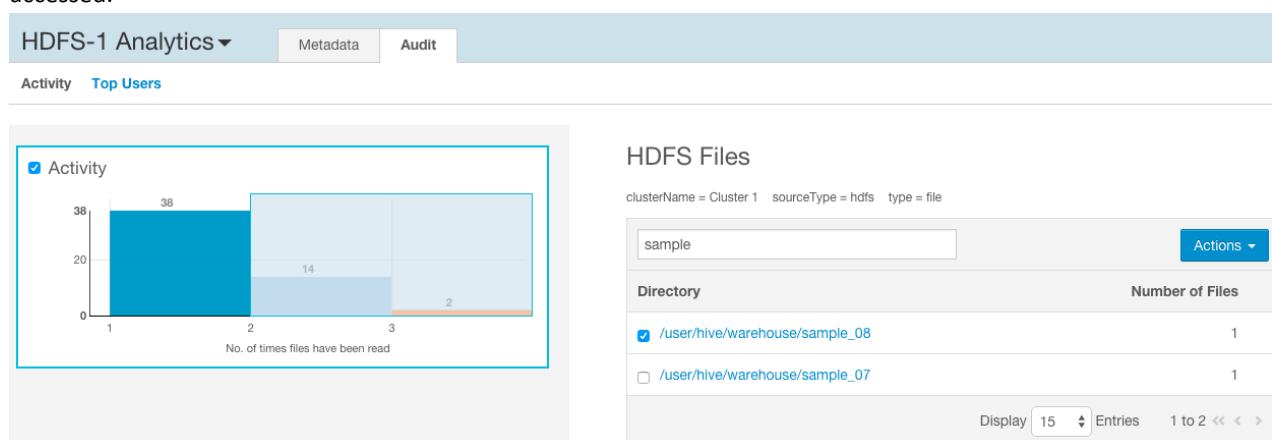 accessed.
HDFS-1 Analytics
Metadata
Audit
Activity
Top Users
Activity
38
38
20
14
2
0
1
2
3
No. of times files have been read
HDFS Files
clusterName = Cluster 1 sourceType = hdfs type = file
sample
Actions
Directory
Number of Files
/user/hive/warehouse/sample_08
1
/user/hive/warehouse/sample_07
1
Display 15 Entries 1 to 2